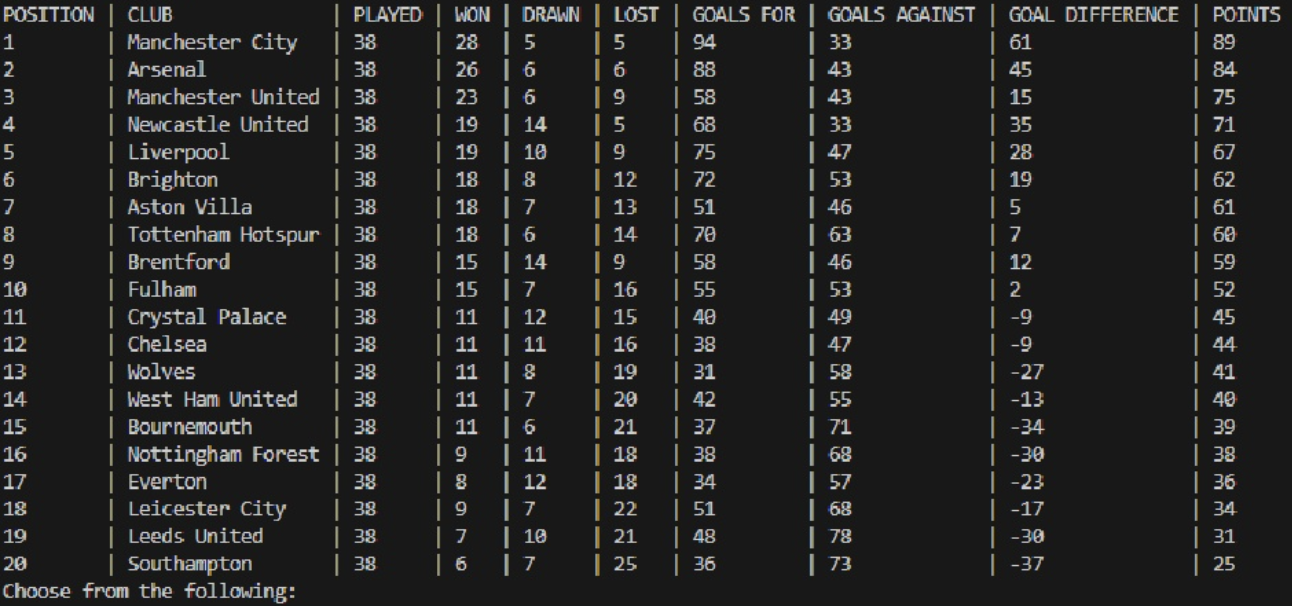 POSITION | CLUB | PLAYED | WON | DRAWN | LOST | GOALS FOR | GOALS AGAINST | GOAL DIFFERENCE | POINTS
1 | Manchester City | 38 | 28 | 5 | 5 | 94 | 33 | 61 | 89
2 | Arsenal | 38 | 26 | 6 | 6 | 88 | 43 | 45 | 84
3 | Manchester United | 38 | 23 | 6 | 9 | 58 | 43 | 15 | 75
4 | Newcastle United | 38 | 19 | 14 | 5 | 68 | 33 | 35 | 71
5 | Liverpool | 38 | 19 | 10 | 9 | 75 | 47 | 28 | 67
6 | Brighton | 38 | 18 | 8 | 12 | 72 | 53 | 19 | 62
7 | Aston Villa | 38 | 18 | 7 | 13 | 51 | 46 | 5 | 61
8 | Tottenham Hotspur | 38 | 18 | 6 | 14 | 70 | 63 | 7 | 60
9 | Brentford | 38 | 15 | 14 | 9 | 58 | 46 | 12 | 59
10 | Fulham | 38 | 15 | 7 | 16 | 55 | 53 | 2 | 52
11 | Crystal Palace | 38 | 11 | 12 | 15 | 40 | 49 | -9 | 45
12 | Chelsea | 38 | 11 | 11 | 16 | 38 | 47 | -9 | 44
13 | Wolves | 38 | 11 | 8 | 19 | 31 | 58 | -27 | 41
14 | West Ham United | 38 | 11 | 7 | 20 | 42 | 55 | -13 | 40
15 | Bournemouth | 38 | 11 | 6 | 21 | 37 | 71 | -34 | 39
16 | Nottingham Forest | 38 | 9 | 11 | 18 | 38 | 68 | -30 | 38
17 | Everton | 38 | 8 | 12 | 18 | 34 | 57 | -23 | 36
18 | Leicester City | 38 | 9 | 7 | 22 | 51 | 68 | -17 | 34
19 | Leeds United | 38 | 7 | 10 | 21 | 48 | 78 | -30 | 31
20 | Southampton | 38 | 6 | 7 | 25 | 36 | 73 | -37 | 25
Choose from the following: